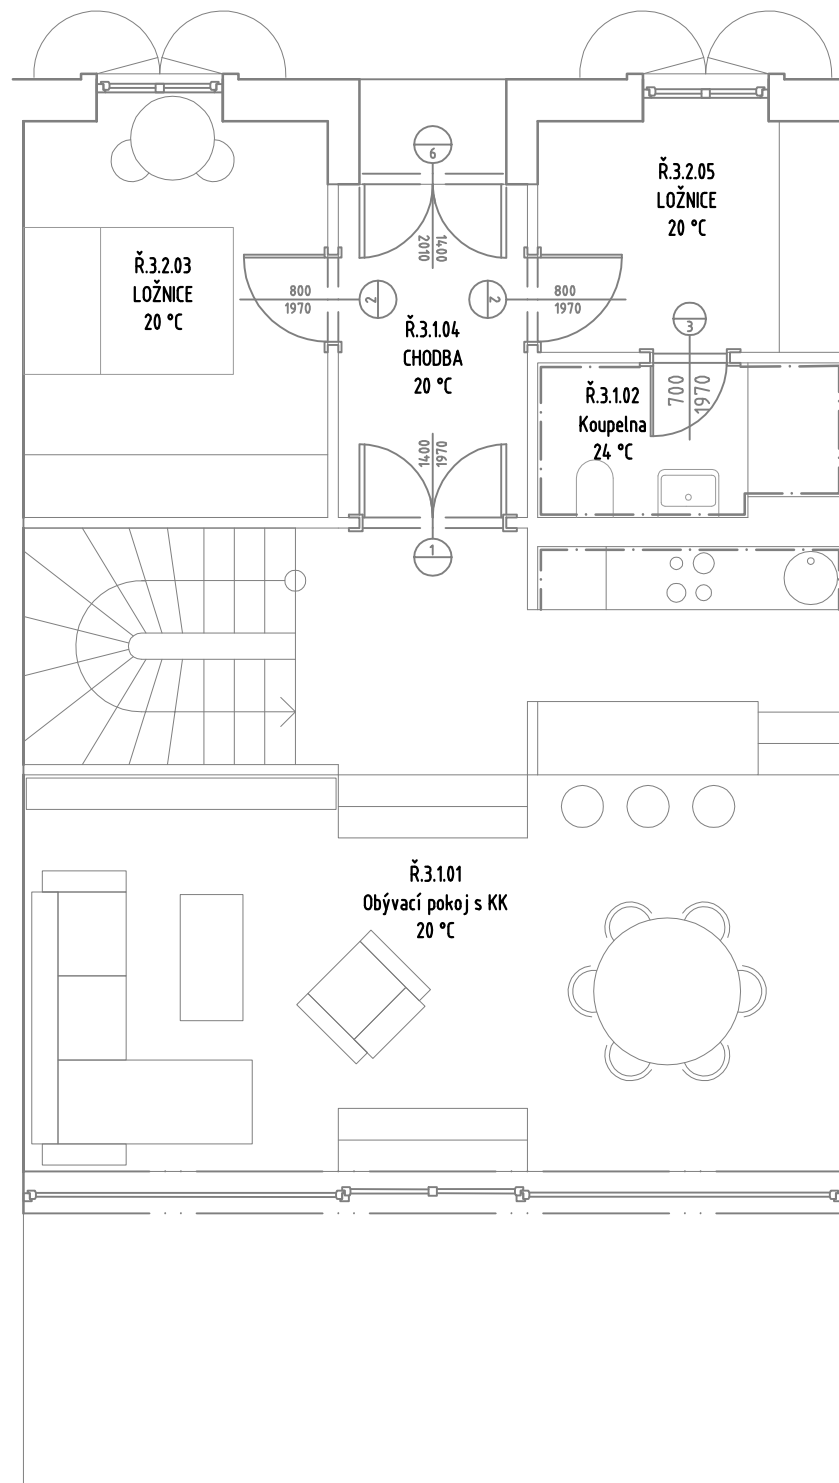 6
1400
2010
Ř.3.2.05
LOŽNICE
20 °C
Ř.3.2.03
LOŽNICE
20 °C
800
1970
2
2
800
1970
3
Ř.3.1.04
CHODBA
20 °C
700
1970
Ř.3.1.02
Koupelna
24 °C
1400
1970
1
Ř.3.1.01
Obývací pokoj s KK
20 °C